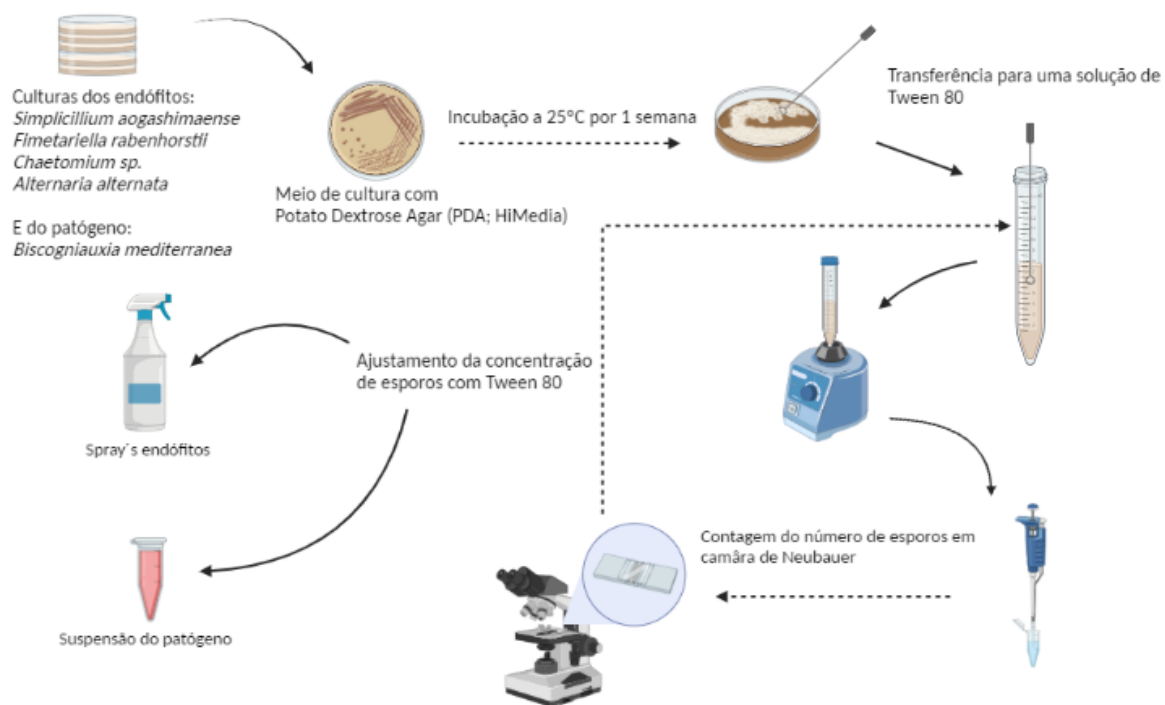 Culturas dos endófitos:
Simplicillium aogashimaense
Fimetariella rabenhorstii
Chaetomium sp.
Alternaria alternata
E do patógeno:
Biscogniauxia mediterranea
Meio de cultura com
Potato Dextrose Agar (PDA; HiMedia)
Incubação a 25°C por 1 semana
Transferência para uma solução de
Tween 80
Contagem do número de esporos em
camâra de Neubauer
Ajustamento da concentração
de esporos com Tween 80
Spray´s endófitos
Suspensão do patógeno